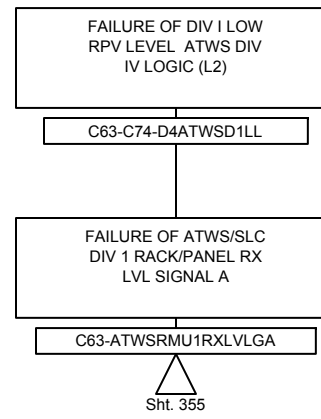 FAILURE OF DIV I LOW
RPV LEVEL ATWS DIV
IV LOGIC (L2)
C63-C74-D4ATWSD1LL
FAILURE OF ATWS/SLC
DIV 1 RACK/PANEL RX
LVL SIGNAL A
C63-ATWSRMU1RXLVLGA
Sht. 355